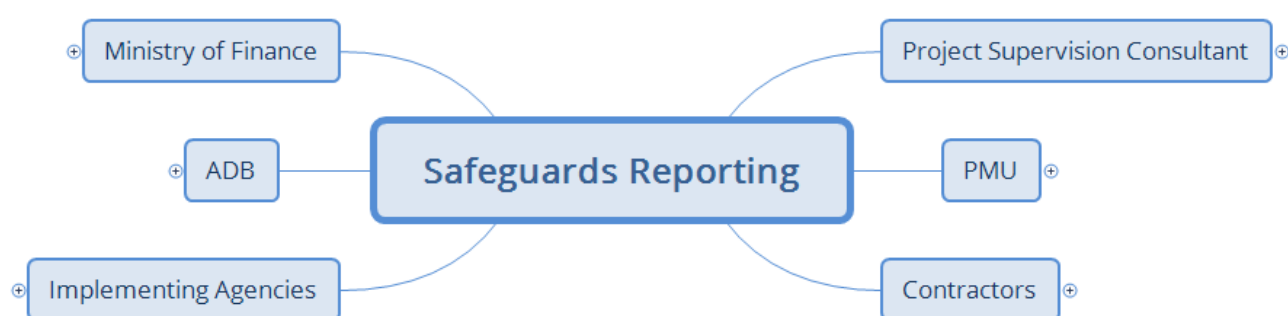 Ministry of Finance
Project Supervision Consultant
ADB
Safeguards Reporting
PMU
Implementing Agencies
Contractors